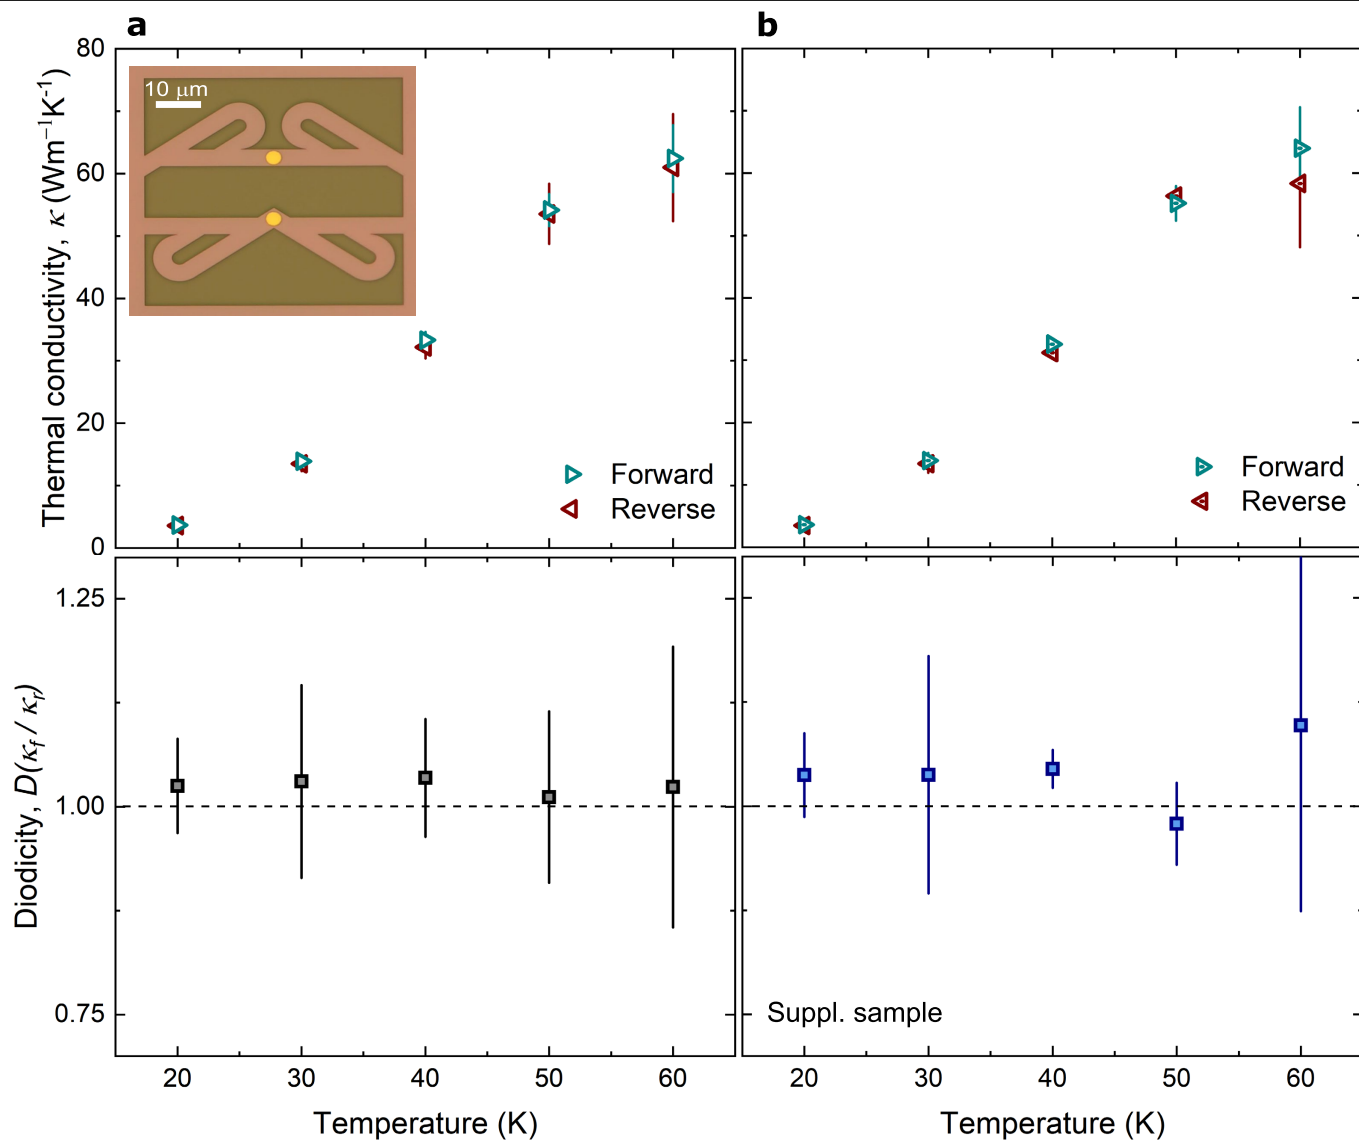 a
b
Thermal conductivity, κ (Wm⁻¹K⁻¹)
80
60
40
20
0
10 μm
Forward
Reverse
Forward
Reverse
Diodicity, D(κf / κr)
1.25
1.00
0.75
Suppl. sample
20 30 40 50 60
20 30 40 50 60
Temperature (K)
Temperature (K)